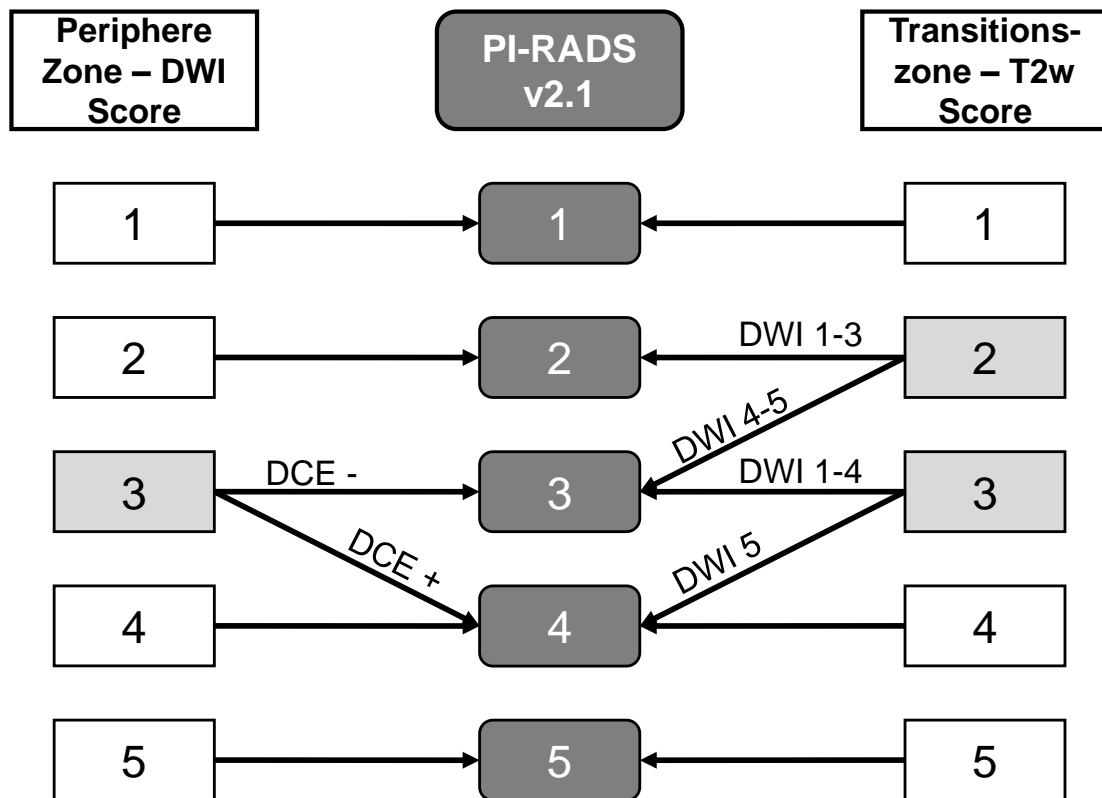 Periphere
Zone – DWI
Score
PI-RADS
v2.1
Transitions-
zone – T2w
Score
1
1
1
2
2
DWI 1-3
2
DWI 4-5
3
DCE -
3
DWI 1-4
3
DCE +
DWI 5
4
4
4
5
5
5